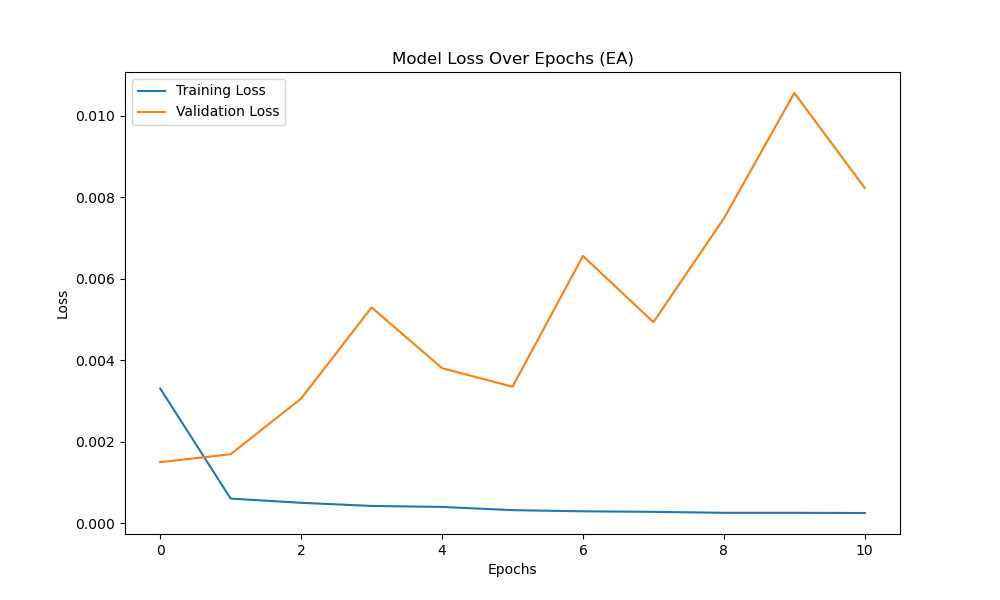 Model Loss Over Epochs (EA)
Training Loss
Validation Loss
0.010
0.008
0.006
0.004
0.002
0.000
Loss
0 2 4 6 8 10
Epochs